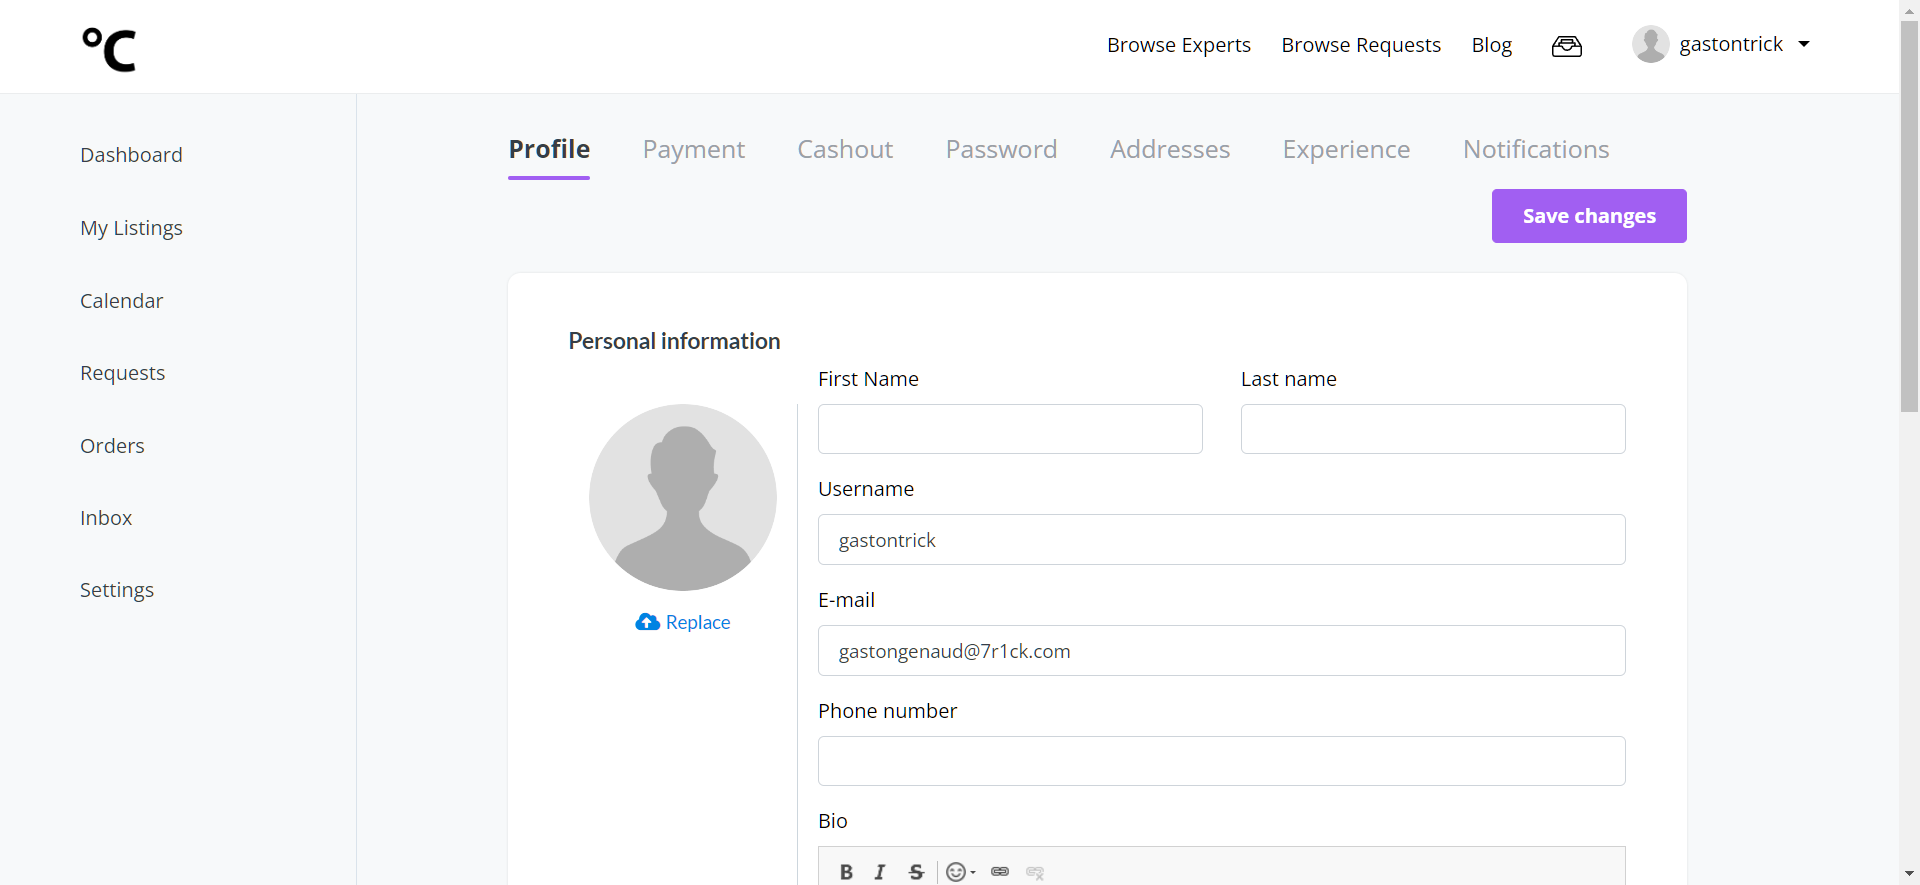 °C
Browse Experts Browse Requests Blog gastontrick
Dashboard
My Listings
Calendar
Requests
Orders
Inbox
Settings
Profile Payment Cashout Password Addresses Experience Notifications
Save changes
Personal information
Replace
First Name Last name
Username
gastontrick
E-mail
gastongenaud@7r1ck.com
Phone number
Bio
B I S